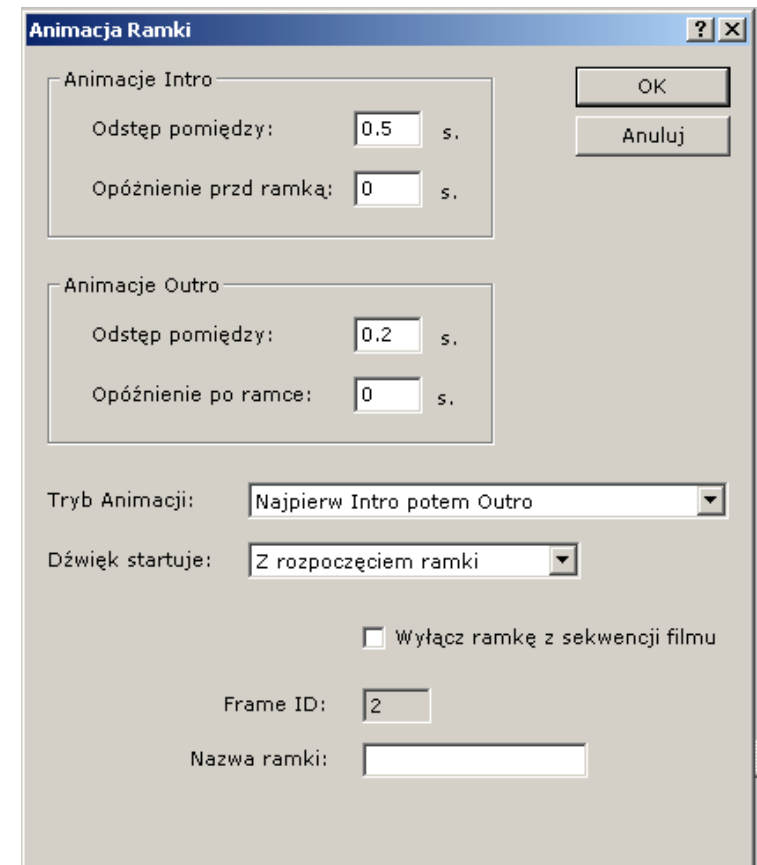 Animacja Ramki
Animacje Intro
OK
Odstęp pomiędzy: 0.5 s.
Anuluj
Opóżnienie przd ramką: 0 s.
Animacje Outro
Odstęp pomiędzy: 0.2 s.
Opóźnienie po ramce: 0 s.
Tryb Animacji: Najpierw Intro potem Outro
Dźwięk startuje: Z rozpoczęciem ramki
Wyłącz ramkę z sekwencji filmu
Frame ID: 2
Nazwa ramki: